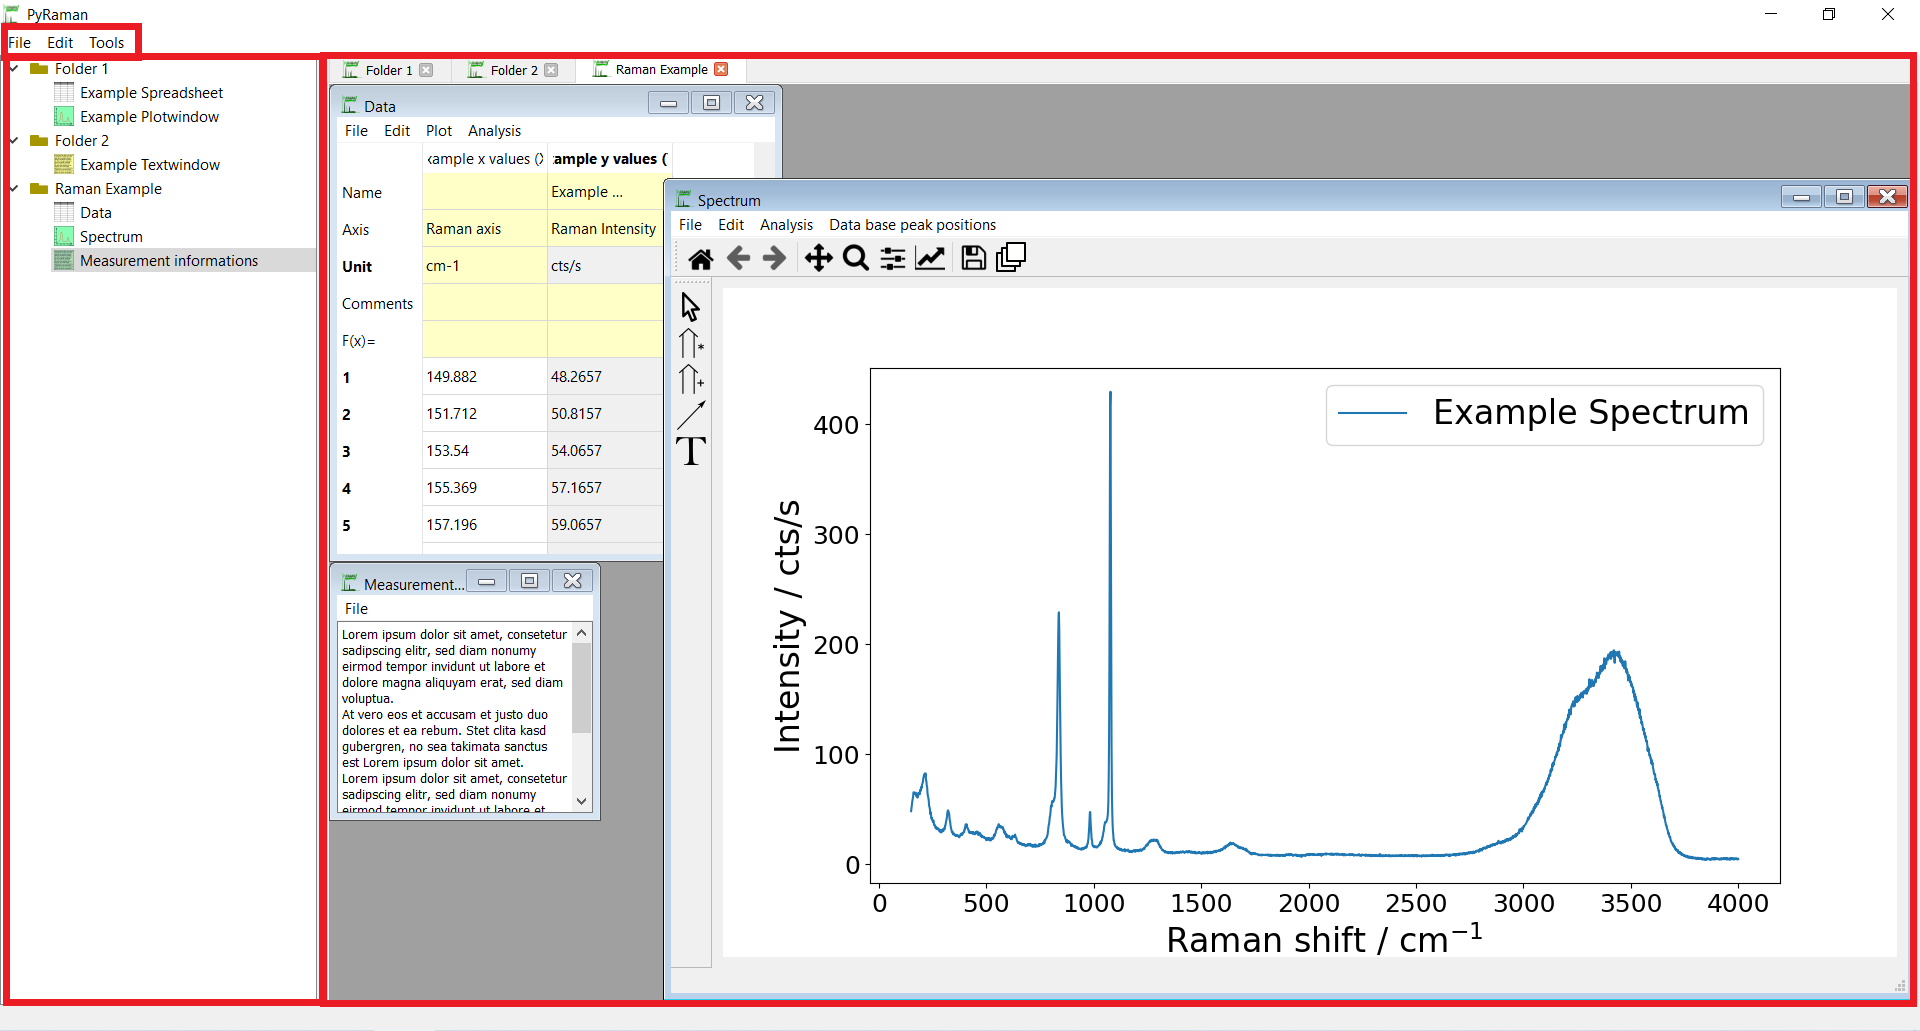 PyRaman
File Edit Tools
Folder 1
Example Spreadsheet
Example Plotwindow
Folder 2
Example Textwindow
Raman Example
Data
Spectrum
Measurement informations
Folder 1 Folder 2 Raman Example
Data
File Edit Plot Analysis
ample x values (X ample y values (
Name Example ...
Axis Raman axis Raman Intensity
Unit cm-1 cts/s
Comments
F(x)=
1 149.882 48.2657
2 151.712 50.8157
3 153.54 54.0657
4 155.369 57.1657
5 157.196 59.0657
Measurement...
File
Lorem ipsum dolor sit amet, consetetur
sadipscing elitr, sed diam nonumy
eirmod tempor invidunt ut labore et
dolore magna aliquyam erat, sed diam
voluptua.
At vero eos et accusam et justo duo
dolores et ea rebum. Stet clita kasd
gubergren, no sea takimata sanctus
est Lorem ipsum dolor sit amet.
Lorem ipsum dolor sit amet, consetetur
sadipscing elitr, sed diam nonumy
eirmod tempor invidunt ut labore et
Spectrum
File Edit Analysis Data base peak positions
T
Example Spectrum
Intensity / cts/s
400
300
200
100
0
0 500 1000 1500 2000 2500 3000 3500 4000
Raman shift / cm⁻¹